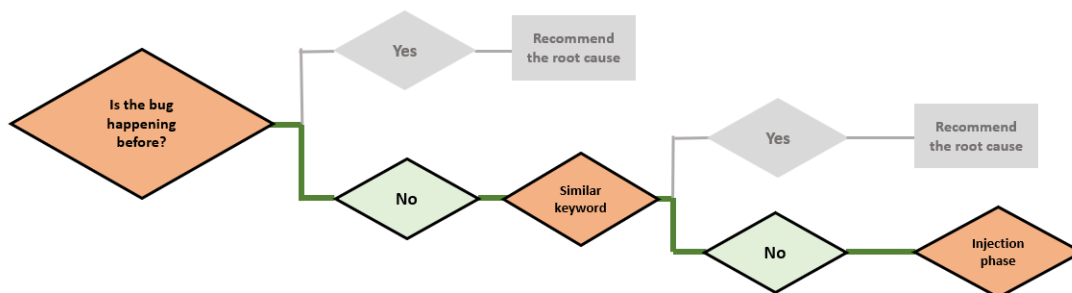 Is the bug
happening
before?
Yes
Recommend
the root cause
No
Similar
keyword
Yes
Recommend
the root cause
No
Injection
phase